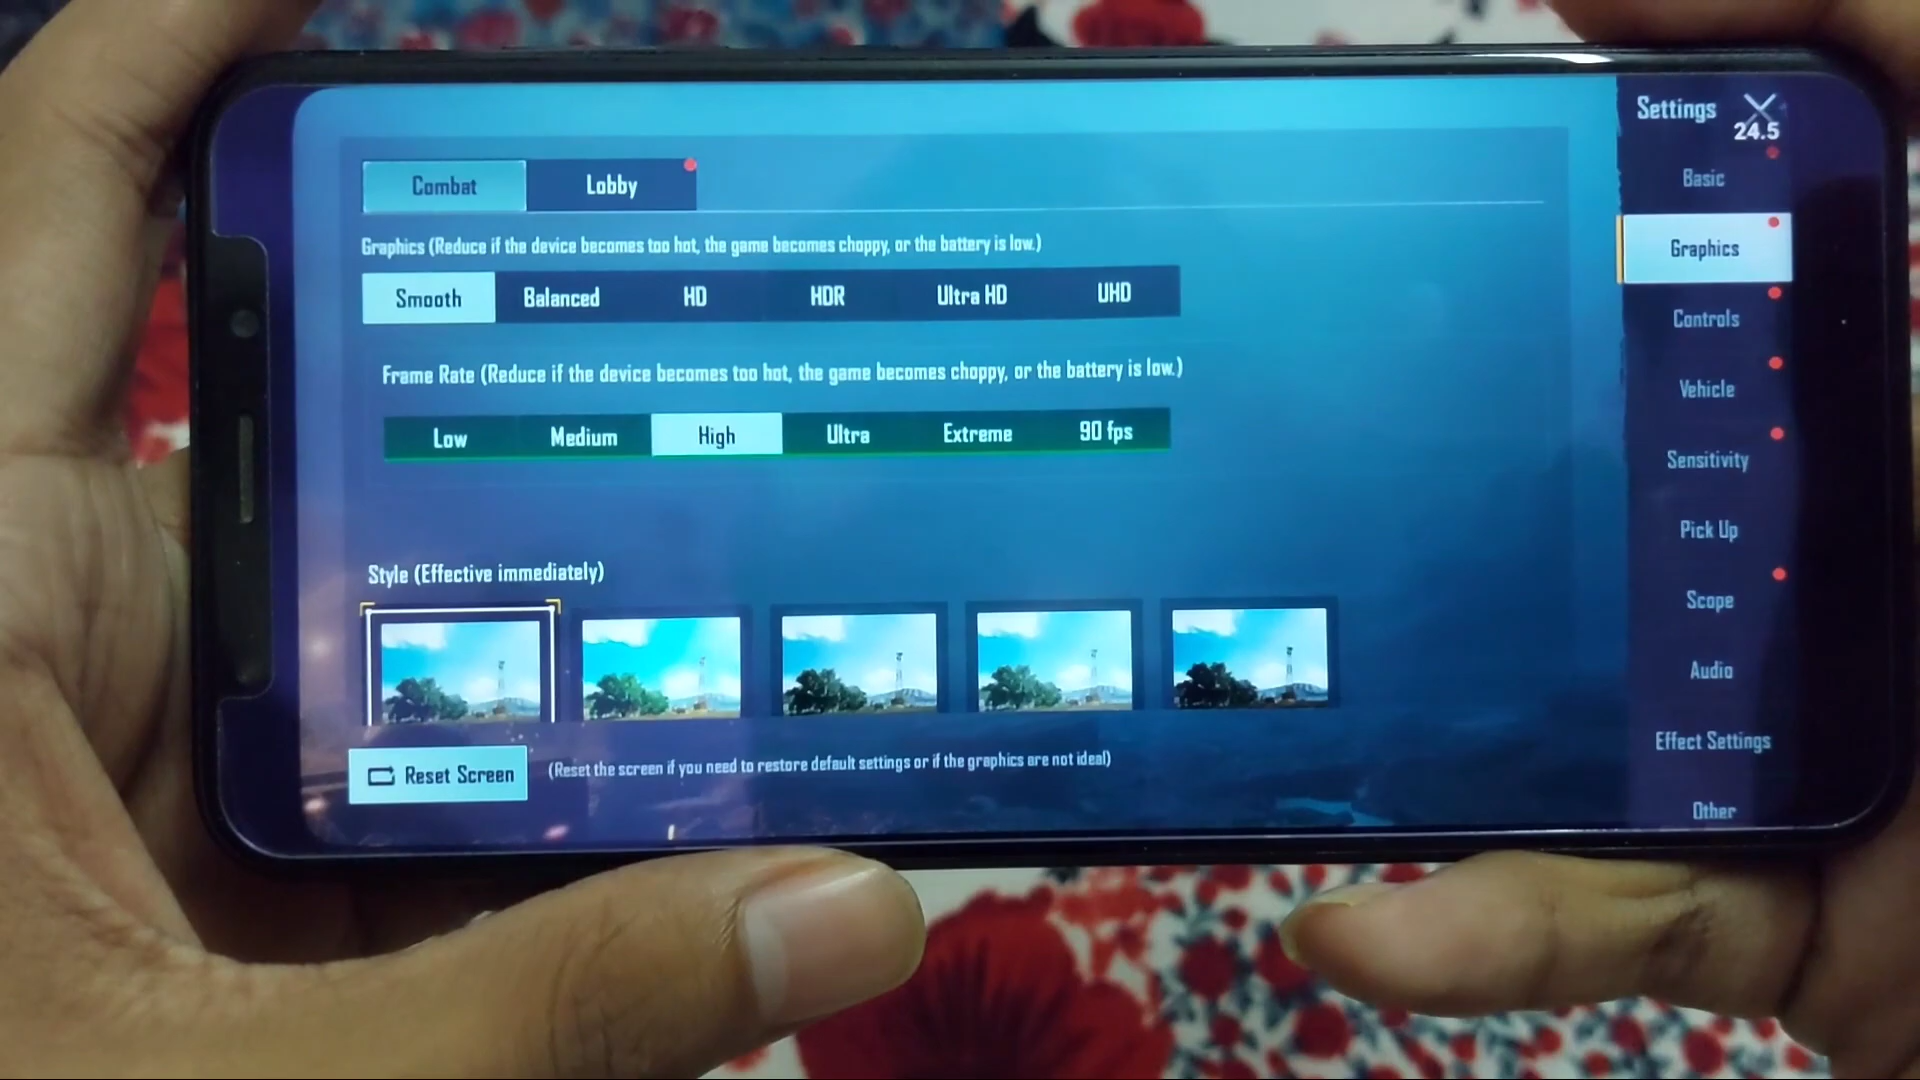 Settings
24.5
Combat
Lobby
Graphics (Reduce if the device becomes too hot, the game becomes choppy, or the battery is low.)
Smooth
Balanced
HD
HDR
Ultra HD
UHD
Frame Rate (Reduce if the device becomes too hot, the game becomes choppy, or the battery is low.)
Low
Medium
High
Ultra
Extreme
90 fps
Style (Effective immediately)
Reset Screen
(Reset the screen if you need to restore default settings or if the graphics are not ideal)
Basic
Graphics
Controls
Vehicle
Sensitivity
Pick Up
Scope
Audio
Effect Settings
Other